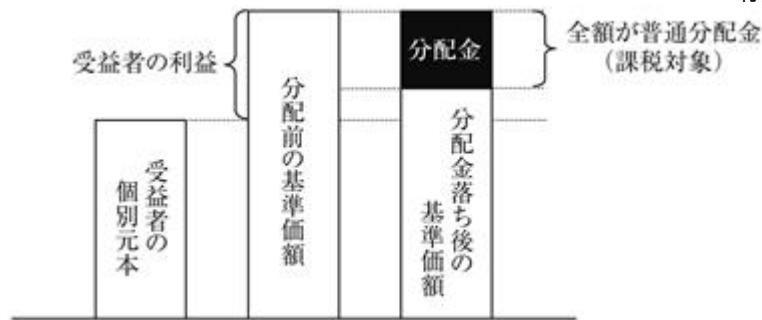 受益者の利益
分配金
全額が普通分配金
（課税対象）
受益者の
個別元本
分配前の基準価額
分配金落ち後の
基準価額